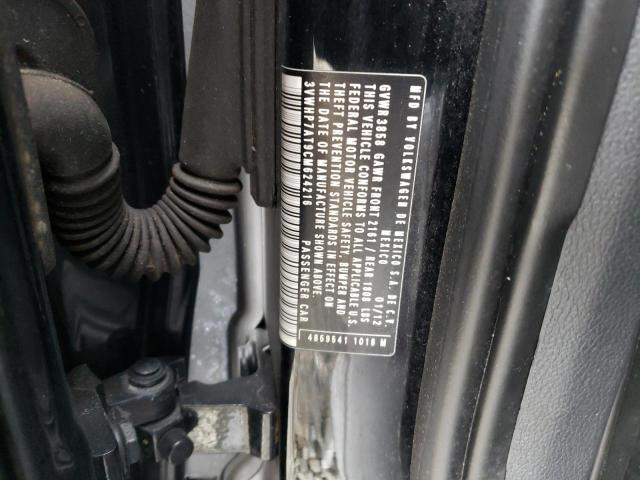 MFD BY VOLKSWAGEN DE MEXICO S.A. DE C.V.
MEXICO 01/12
GVWR 3858 GAWR FRONT 2161 / REAR 1808 LBS
THIS VEHICLE CONFORMS TO ALL APPLICABLE U.S.
FEDERAL MOTOR VEHICLE SAFETY, BUMPER AND
THEFT PREVENTION STANDARDS IN EFFECT ON
THE DATE OF MANUFACTURE SHOWN ABOVE.
3VWHP7AT9CM624216 PASSENGER CAR
4869541 1016 M